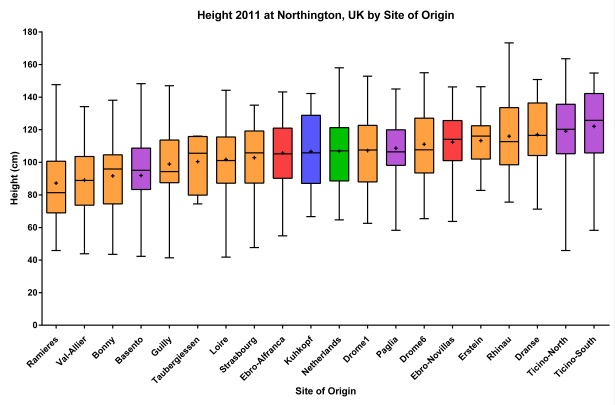 Height 2011 at Northington, UK by Site of Origin
180
160
140
120
100
80
60
40
20
0
Height (cm)
Ramieres
Val-Allier
Bonny
Basento
Guilly
Taubergiessen
Loire
Strasbourg
Ebro-Alfranca
Kuhkopf
Netherlands
Drome1
Paglia
Drome6
Ebro-Novillas
Erstein
Rhinau
Dranse
Ticino-North
Ticino-South
Site of Origin